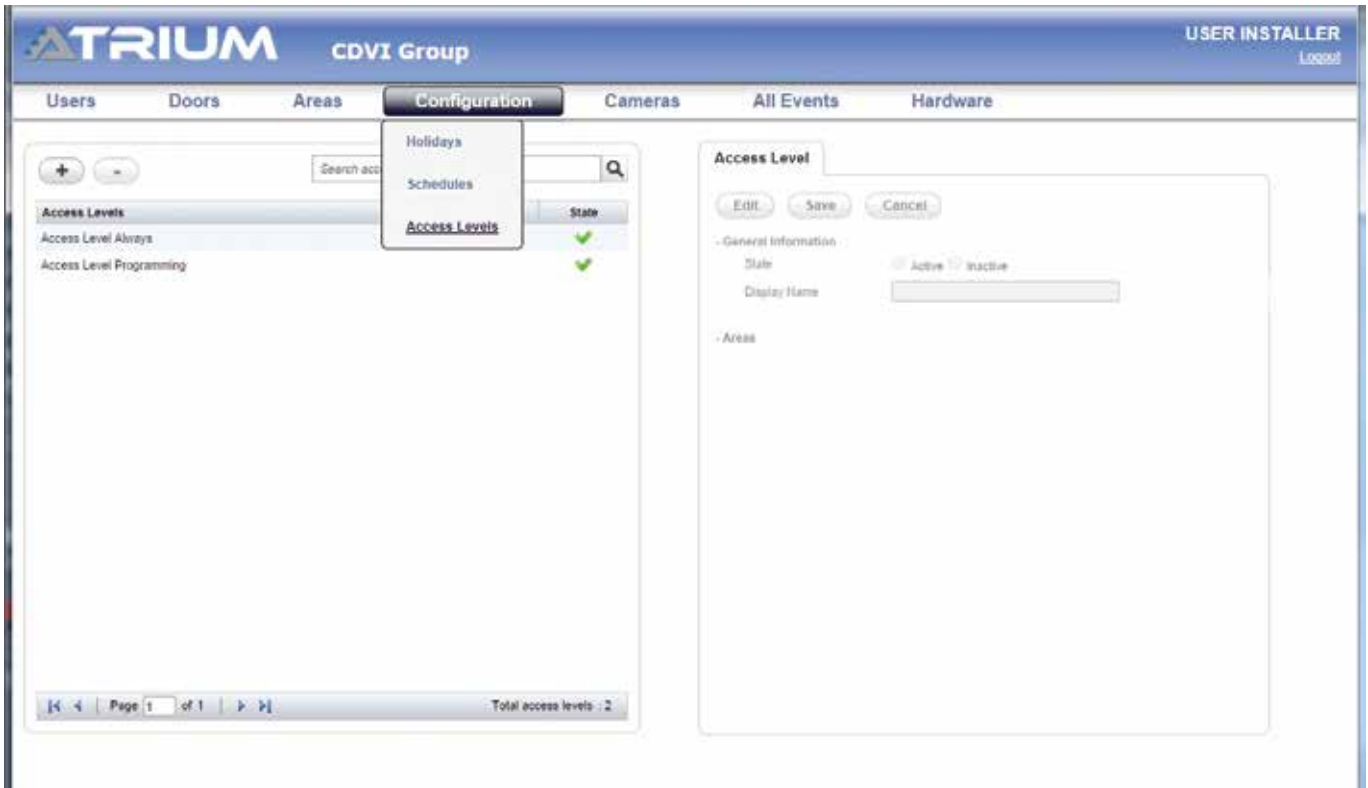 ATRIUM CDVI Group
USER INSTALLER
Logout
Users Doors Areas Configuration Cameras All Events Hardware
Holidays
Schedules
Access Levels
+ -
Search acc
Access Levels State
Access Level Always
Access Level Programming
Page 1 of 1 Total access levels : 2
Access Level
Edit Save Cancel
- General Information
State Active Inactive
Display Name
- Areas